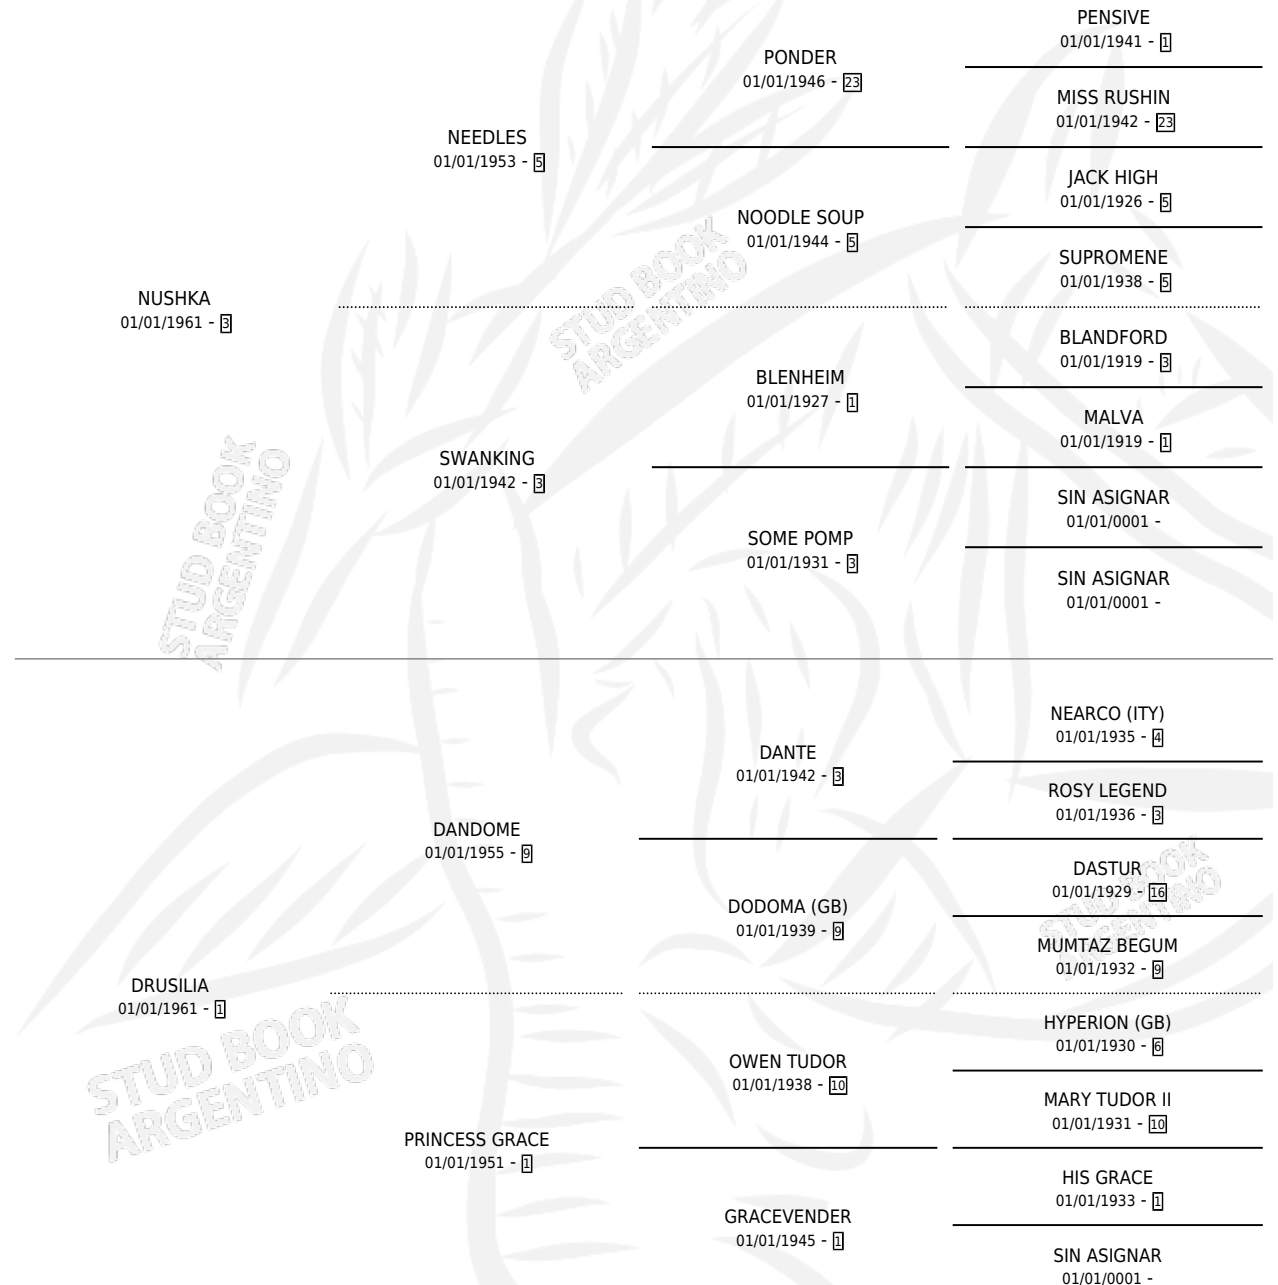 PENSIVE
01/01/1941 - 1
PONDER
01/01/1946 - 23
MISS RUSHIN
01/01/1942 - 23
NEEDLES
01/01/1953 - 5
JACK HIGH
01/01/1926 - 5
NOODLE SOUP
01/01/1944 - 5
SUPROMENE
01/01/1938 - 5
NUSHKA
01/01/1961 - 3
BLANDFORD
01/01/1919 - 3
BLENHEIM
01/01/1927 - 1
MALVA
01/01/1919 - 1
SWANKING
01/01/1942 - 3
SIN ASIGNAR
01/01/0001 -
SOME POMP
01/01/1931 - 3
SIN ASIGNAR
01/01/0001 -
STUD BOOK
ARGENTINO
STUD BOOK
ARGENTINO
NEARCO (ITY)
01/01/1935 - 4
DANTE
01/01/1942 - 3
ROSY LEGEND
01/01/1936 - 3
DANDOME
01/01/1955 - 9
DASTUR
01/01/1929 - 16
DODOMA (GB)
01/01/1939 - 9
MUMTAZ BEGUM
01/01/1932 - 9
STUD BOOK
ARGENTINO
DRUSILIA
01/01/1961 - 1
HYPERION (GB)
01/01/1930 - 6
OWEN TUDOR
01/01/1938 - 10
MARY TUDOR II
01/01/1931 - 10
PRINCESS GRACE
01/01/1951 - 1
HIS GRACE
01/01/1933 - 1
GRACEVENDER
01/01/1945 - 1
SIN ASIGNAR
01/01/0001 -
STUD BOOK
ARGENTINO